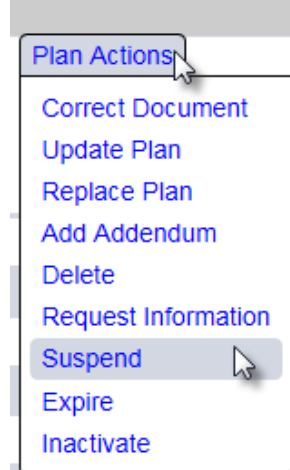 Plan Actions
Correct Document
Update Plan
Replace Plan
Add Addendum
Delete
Request Information
Suspend
Expire
Inactivate